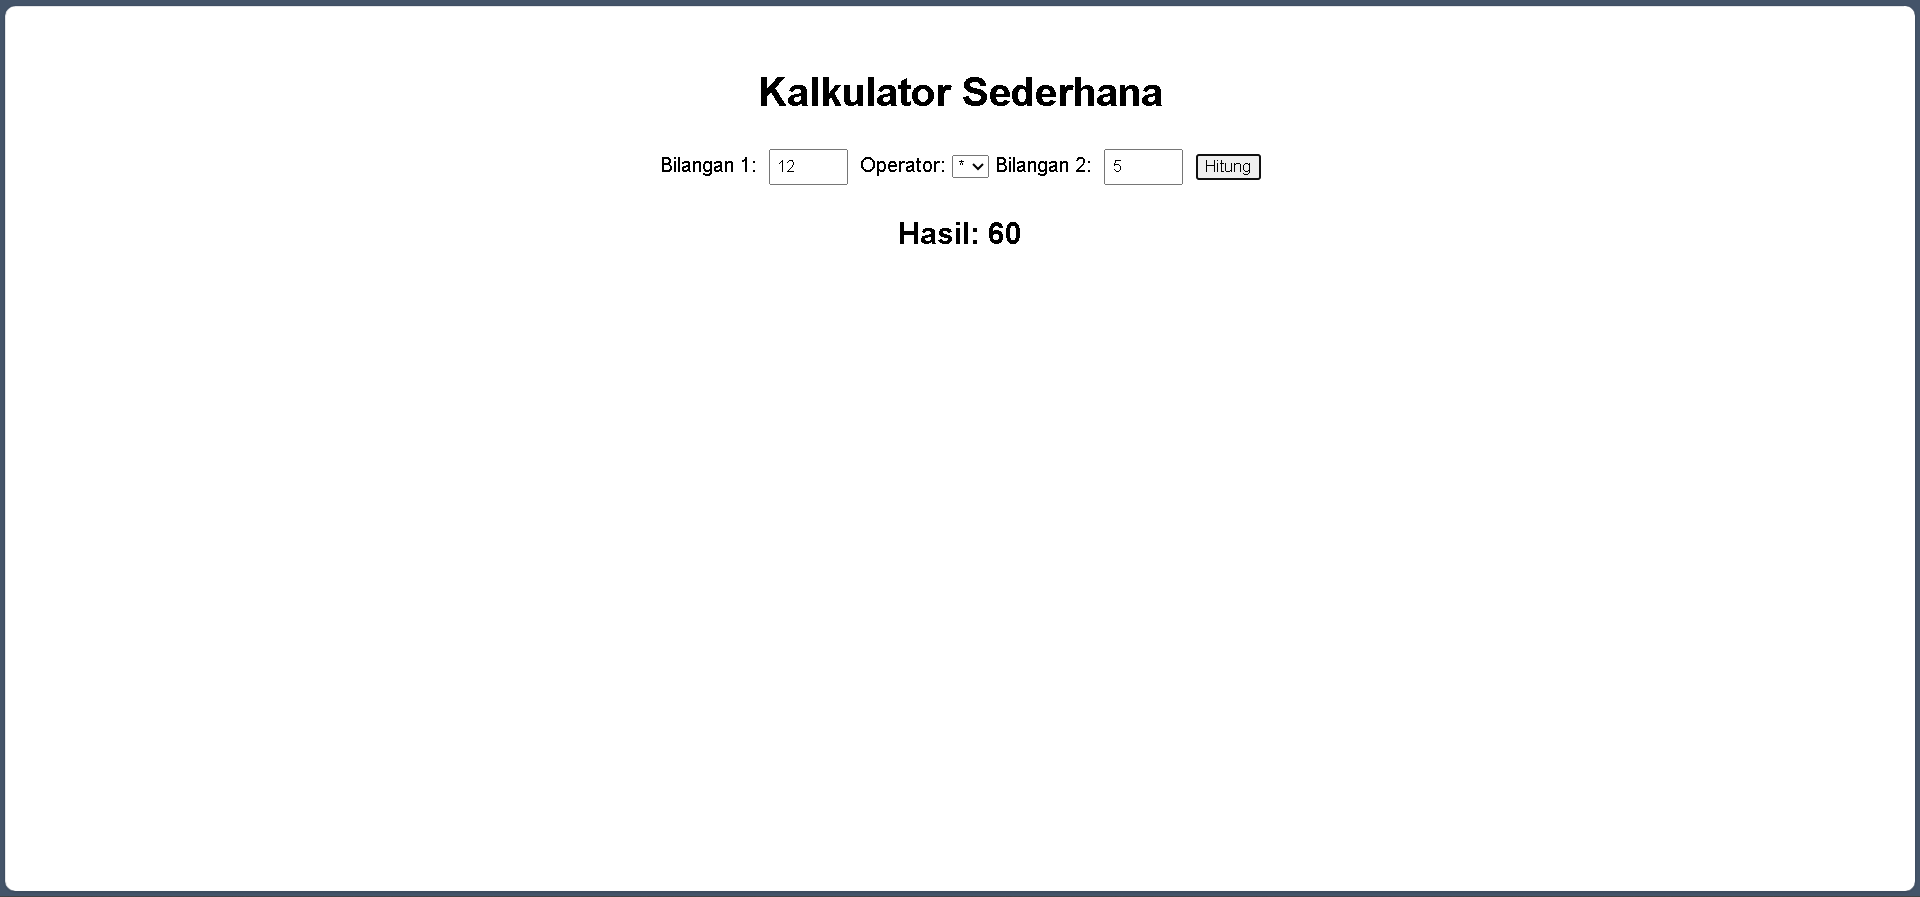 Kalkulator Sederhana
Bilangan 1: 12 Operator: * Bilangan 2: 5 Hitung
Hasil: 60